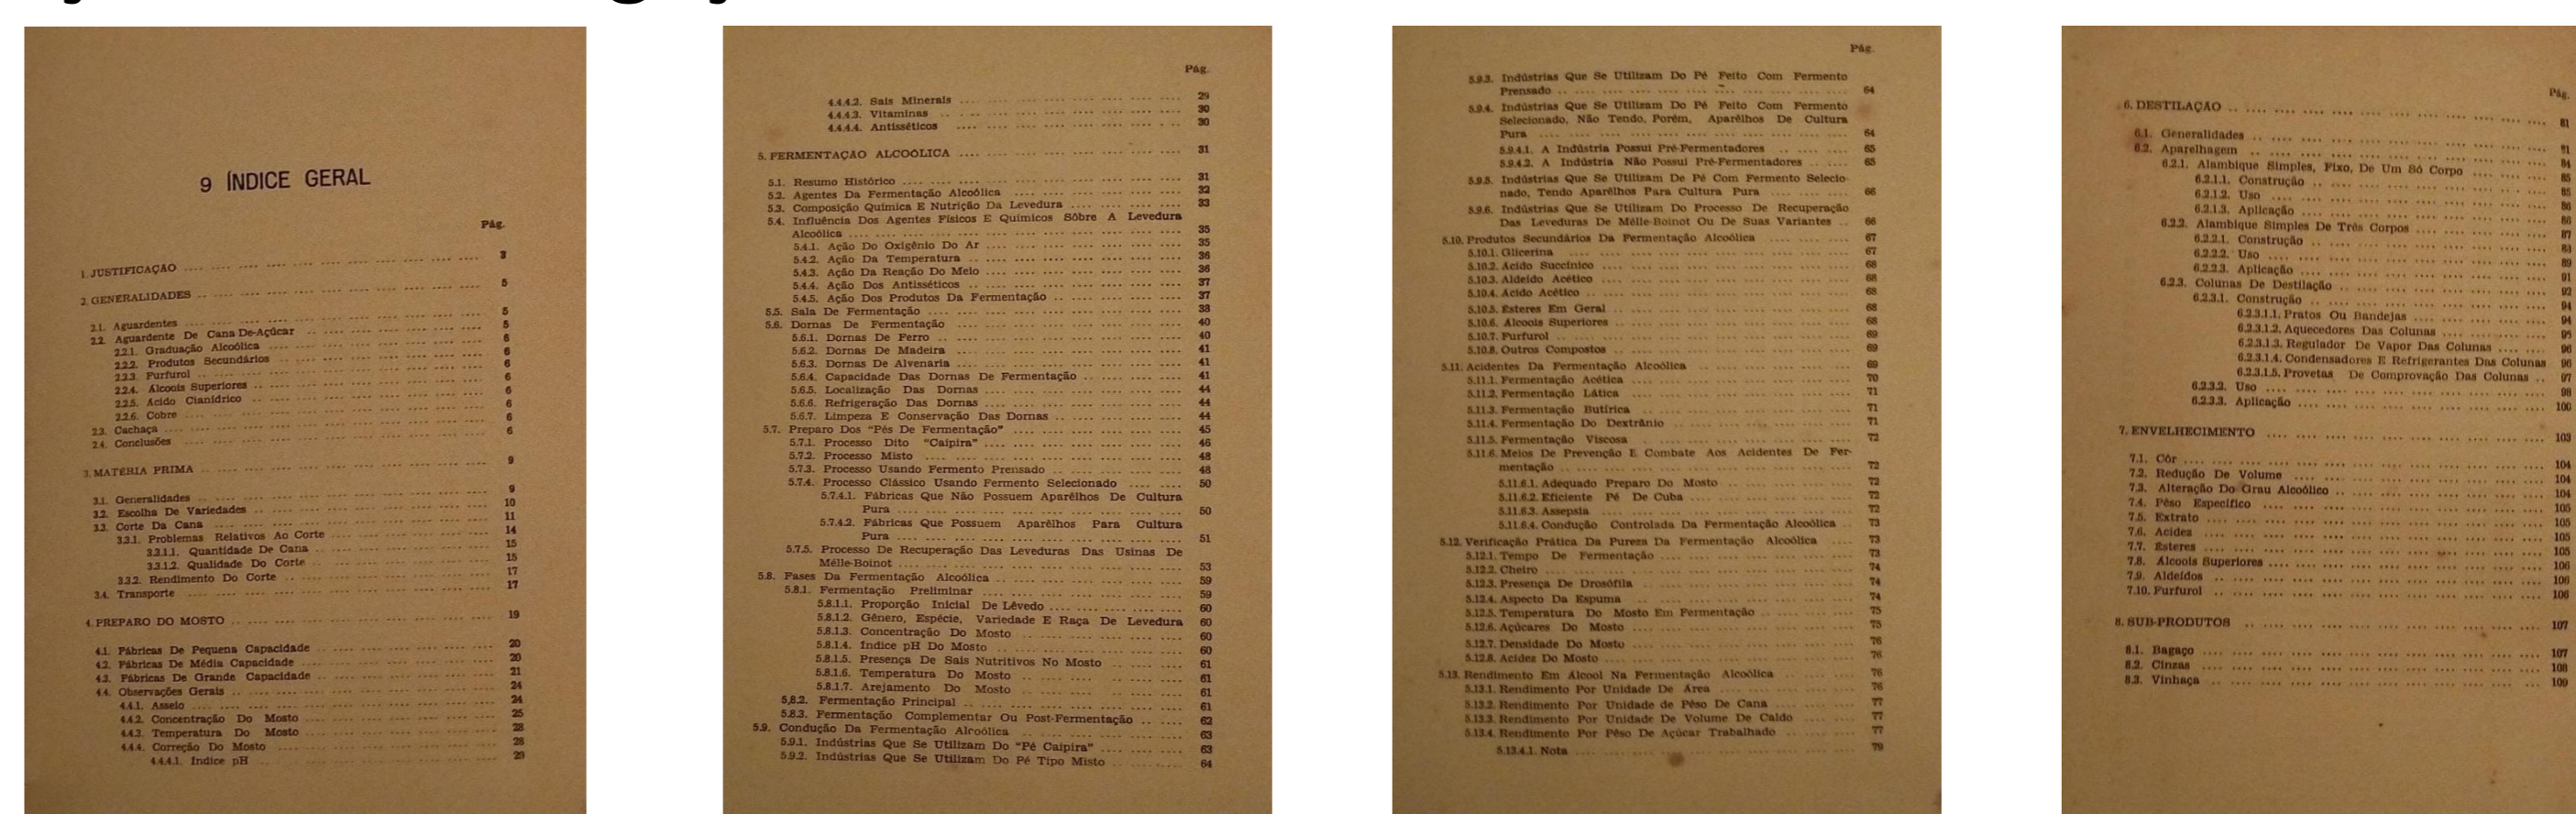 9 ÍNDICE GERAL
Pág.
1. JUSTIFICAÇÃO .... 3
2. GENERALIDADES .... 5
2.1. Aguardentes .... 5
2.2. Aguardente De Cana De-Açúcar .... 5
2.2.1. Graduação Alcoólica .... 6
2.2.2. Produtos Secundários .... 6
2.2.3. Furfurol .... 6
2.2.4. Álcoois Superiores .... 6
2.2.5. Ácido Cianídrico .... 6
2.2.6. Cobre .... 6
2.3. Cachaça .... 6
2.4. Conclusões .... 6
3. MATÉRIA PRIMA .... 9
3.1. Generalidades .... 9
3.2. Escolha De Variedades .... 10
3.3. Corte Da Cana .... 11
3.3.1. Problemas Relativos Ao Corte .... 14
3.3.1.1. Quantidade De Cana .... 15
3.3.1.2. Qualidade Do Corte .... 15
3.3.2. Rendimento Do Corte .... 17
3.4. Transporte .... 17
4. PREPARO DO MOSTO .... 19
4.1. Fábricas De Pequena Capacidade .... 20
4.2. Fábricas De Média Capacidade .... 20
4.3. Fábricas De Grande Capacidade .... 21
4.4. Observações Gerais .... 24
4.4.1. Asseio .... 24
4.4.2. Concentração Do Mosto .... 25
4.4.3. Temperatura Do Mosto .... 28
4.4.4. Correção Do Mosto .... 28
4.4.4.1. Índice pH .... 29
Pág.
4.4.4.2. Sais Minerais .... 29
4.4.4.3. Vitaminas .... 30
4.4.4.4. Antisséticos .... 30
5. FERMENTAÇÃO ALCOÓLICA .... 31
5.1. Resumo Histórico .... 31
5.2. Agentes Da Fermentação Alcoólica .... 32
5.3. Composição Química E Nutrição Da Levedura .... 33
5.4. Influência Dos Agentes Físicos E Químicos Sôbre A Levedura
Alcoólica .... 35
5.4.1. Ação Do Oxigênio Do Ar .... 35
5.4.2. Ação Da Temperatura .... 36
5.4.3. Ação Da Reação Do Meio .... 36
5.4.4. Ação Dos Antisséticos .... 37
5.4.5. Ação Dos Produtos Da Fermentação .... 37
5.5. Sala De Fermentação .... 38
5.6. Dornas De Fermentação .... 40
5.6.1. Dornas De Ferro .... 40
5.6.2. Dornas De Madeira .... 41
5.6.3. Dornas De Alvenaria .... 41
5.6.4. Capacidade Das Dornas De Fermentação .... 41
5.6.5. Localização Das Dornas .... 44
5.6.6. Refrigeração Das Dornas .... 44
5.6.7. Limpeza E Conservação Das Dornas .... 44
5.7. Preparo Dos "Pés De Fermentação" .... 45
5.7.1. Processo Dito "Caipira" .... 46
5.7.2. Processo Misto .... 48
5.7.3. Processo Usando Fermento Prensado .... 48
5.7.4. Processo Clássico Usando Fermento Selecionado .... 50
5.7.4.1. Fábricas Que Não Possuem Aparêlhos De Cultura
Pura .... 50
5.7.4.2. Fábricas Que Possuem Aparêlhos Para Cultura
Pura .... 51
5.7.5. Processo De Recuperação Das Leveduras Das Usinas De
Mélle-Boinot .... 53
5.8. Fases Da Fermentação Alcoólica .... 59
5.8.1. Fermentação Preliminar .... 59
5.8.1.1. Proporção Inicial De Lêvedo .... 60
5.8.1.2. Gênero, Espécie, Variedade E Raça De Levedura 60
5.8.1.3. Concentração Do Mosto .... 60
5.8.1.4. Índice pH Do Mosto .... 60
5.8.1.5. Presença De Sais Nutritivos No Mosto .... 61
5.8.1.6. Temperatura Do Mosto .... 61
5.8.1.7. Arejamento Do Mosto .... 61
5.8.2. Fermentação Principal .... 61
5.8.3. Fermentação Complementar Ou Post-Fermentação .... 62
5.9. Condução Da Fermentação Alcoólica .... 63
5.9.1. Indústrias Que Se Utilizam Do "Pé Caipira" .... 63
5.9.2. Indústrias Que Se Utilizam Do Pé Tipo Misto .... 64
Pág.
5.9.3. Indústrias Que Se Utilizam Do Pé Feito Com Fermento
Prensado .... 64
5.9.4. Indústrias Que Se Utilizam Do Pé Feito Com Fermento
Selecionado, Não Tendo, Porém, Aparêlhos De Cultura
Pura .... 64
5.9.4.1. A Indústria Possui Pré-Fermentadores .... 65
5.9.4.2. A Indústria Não Possui Pré-Fermentadores .... 65
5.9.5. Indústrias Que Se Utilizam De Pé Com Fermento Selecio-
nado, Tendo Aparêlhos Para Cultura Pura .... 66
5.9.6. Indústrias Que Se Utilizam Do Processo De Recuperação
Das Leveduras De Mélle-Boinot Ou De Suas Variantes .. 66
5.10. Produtos Secundários Da Fermentação Alcoólica .... 67
5.10.1. Glicerina .... 67
5.10.2. Ácido Succínico .... 68
5.10.3. Aldeído Acético .... 68
5.10.4. Ácido Acético .... 68
5.10.5. Ésteres Em Geral .... 68
5.10.6. Álcoois Superiores .... 68
5.10.7. Furfurol .... 69
5.10.8. Outros Compostos .... 69
5.11. Acidentes Da Fermentação Alcoólica .... 69
5.11.1. Fermentação Acética .... 70
5.11.2. Fermentação Lática .... 71
5.11.3. Fermentação Butírica .... 71
5.11.4. Fermentação Do Dextrânio .... 71
5.11.5. Fermentação Viscosa .... 72
5.11.6. Meios De Prevenção E Combate Aos Acidentes De Fer-
mentação .... 72
5.11.6.1. Adequado Preparo Do Mosto .... 72
5.11.6.2. Eficiente Pé De Cuba .... 72
5.11.6.3. Assepsia .... 72
5.11.6.4. Condução Controlada Da Fermentação Alcoólica .. 73
5.12. Verificação Prática Da Pureza Da Fermentação Alcoólica .... 73
5.12.1. Tempo De Fermentação .... 73
5.12.2. Cheiro .... 74
5.12.3. Presença De Drosófila .... 74
5.12.4. Aspecto Da Espuma .... 74
5.12.5. Temperatura Do Mosto Em Fermentação .... 75
5.12.6. Açúcares Do Mosto .... 75
5.12.7. Densidade Do Mosto .... 76
5.12.8. Acidez Do Mosto .... 76
5.13. Rendimento Em Álcool Na Fermentação Alcoólica .... 76
5.13.1. Rendimento Por Unidade De Área .... 76
5.13.2. Rendimento Por Unidade de Pêso De Cana .... 77
5.13.3. Rendimento Por Unidade De Volume De Caldo .... 77
5.13.4. Rendimento Por Pêso De Açúcar Trabalhado .... 77
5.13.4.1. Nota .... 79
Pág.
6. DESTILAÇÃO .... 81
6.1. Generalidades .... 81
6.2. Aparelhagem .... 84
6.2.1. Alambique Simples, Fixo, De Um Só Corpo .... 85
6.2.1.1. Construção .... 85
6.2.1.2. Uso .... 86
6.2.1.3. Aplicação ....
6.2.2. Alambique Simples De Três Corpos .... 87
6.2.2.1. Construção ....
6.2.2.2. Uso .... 89
6.2.2.3. Aplicação .... 91
6.2.3. Colunas De Destilação .... 92
6.2.3.1. Construção .... 94
6.2.3.1.1. Pratos Ou Bandejas .... 94
6.2.3.1.2. Aquecedores Das Colunas .... 95
6.2.3.1.3. Regulador De Vapor Das Colunas .... 96
6.2.3.1.4. Condensadores E Refrigerantes Das Colunas 96
6.2.3.1.5. Provetas De Comprovação Das Colunas .. 97
6.2.3.2. Uso .... 98
6.2.3.3. Aplicação .... 100
7. ENVELHECIMENTO .... 103
7.1. Côr .... 104
7.2. Redução De Volume .... 104
7.3. Alteração Do Grau Alcoólico .... 104
7.4. Pêso Específico .... 105
7.5. Extrato .... 105
7.6. Acidez .... 105
7.7. Ésteres .... 105
7.8. Álcoois Superiores .... 106
7.9. Aldeídos .... 106
7.10. Furfurol .... 106
8. SUB-PRODUTOS .... 107
8.1. Bagaço .... 107
8.2. Cinzas .... 108
8.3. Vinhaça .... 109